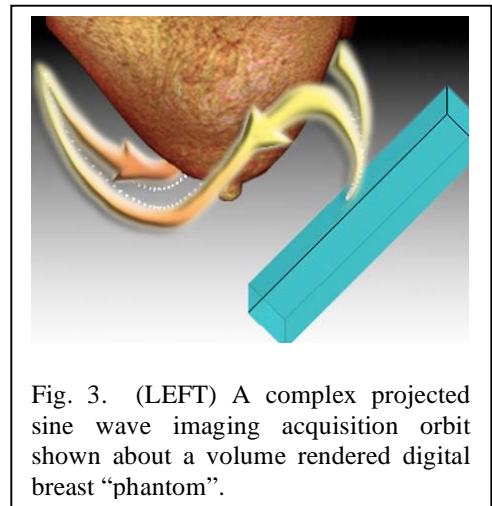 Fig. 3. (LEFT) A complex projected
sine wave imaging acquisition orbit
shown about a volume rendered digital
breast “phantom”.